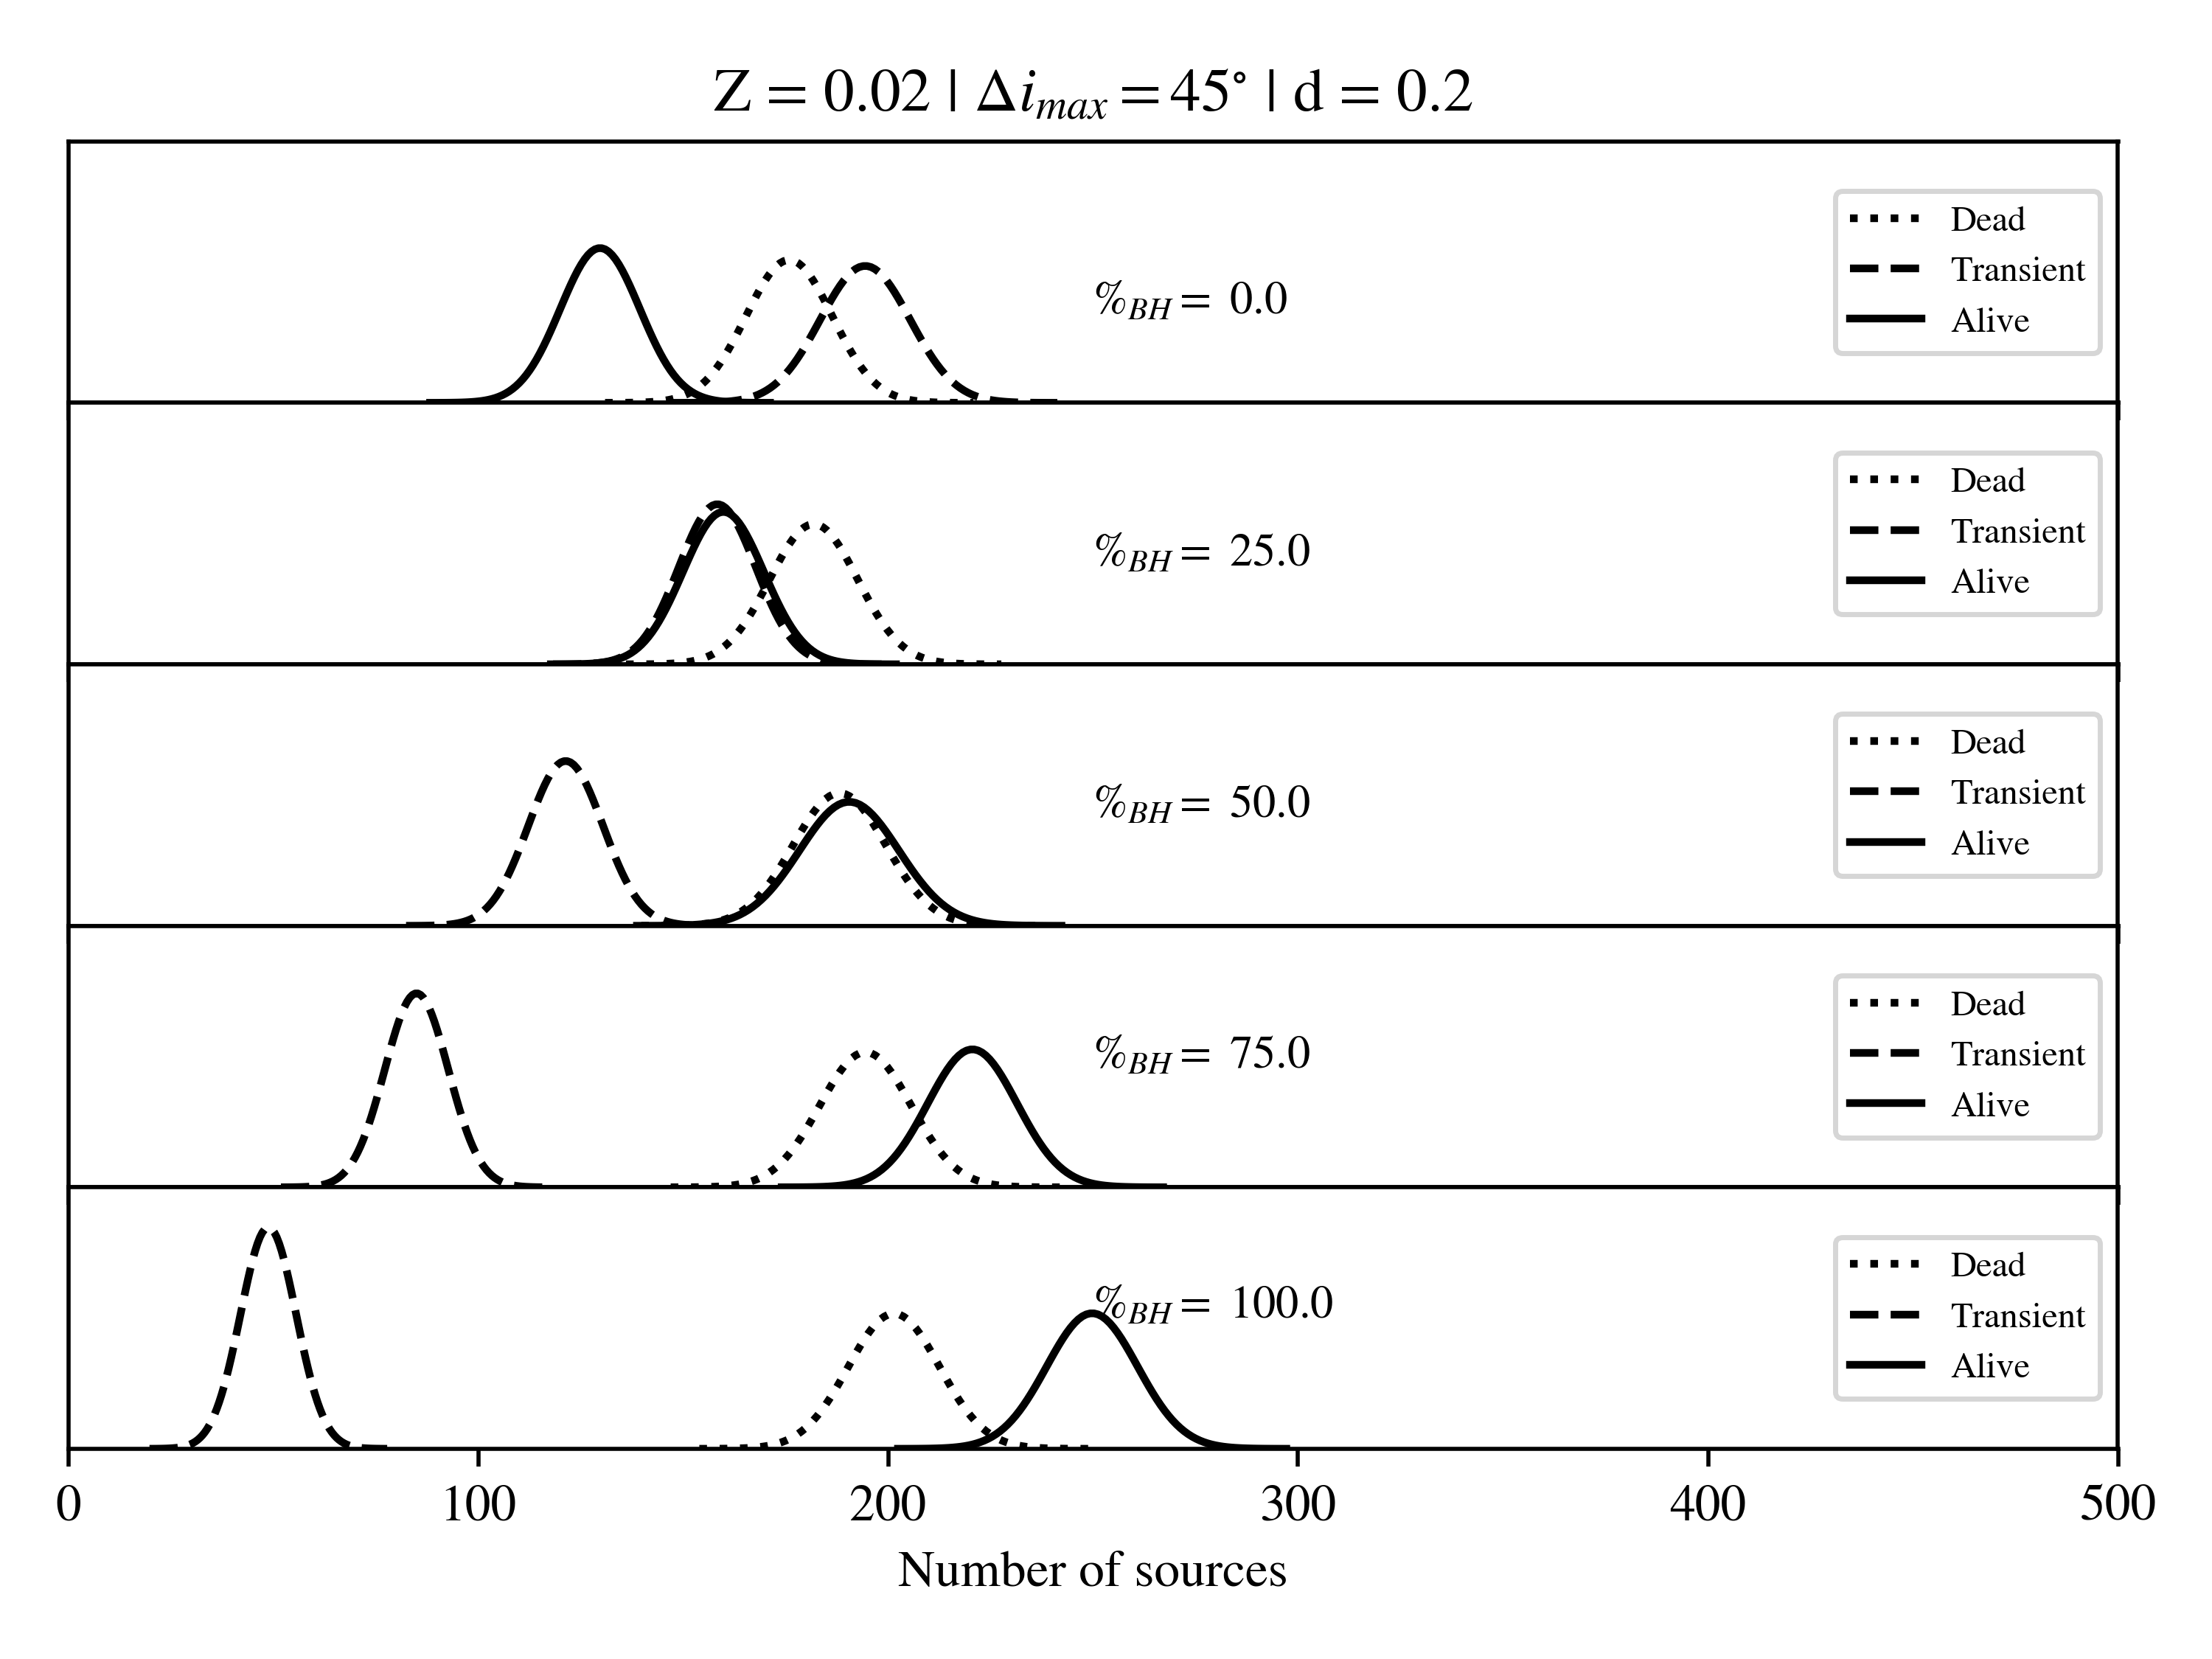 Z = 0.02 | Δi_max = 45° | d = 0.2
%_BH = 0.0
Dead
Transient
Alive
%_BH = 25.0
Dead
Transient
Alive
%_BH = 50.0
Dead
Transient
Alive
%_BH = 75.0
Dead
Transient
Alive
%_BH = 100.0
Dead
Transient
Alive
0 100 200 300 400 500
Number of sources